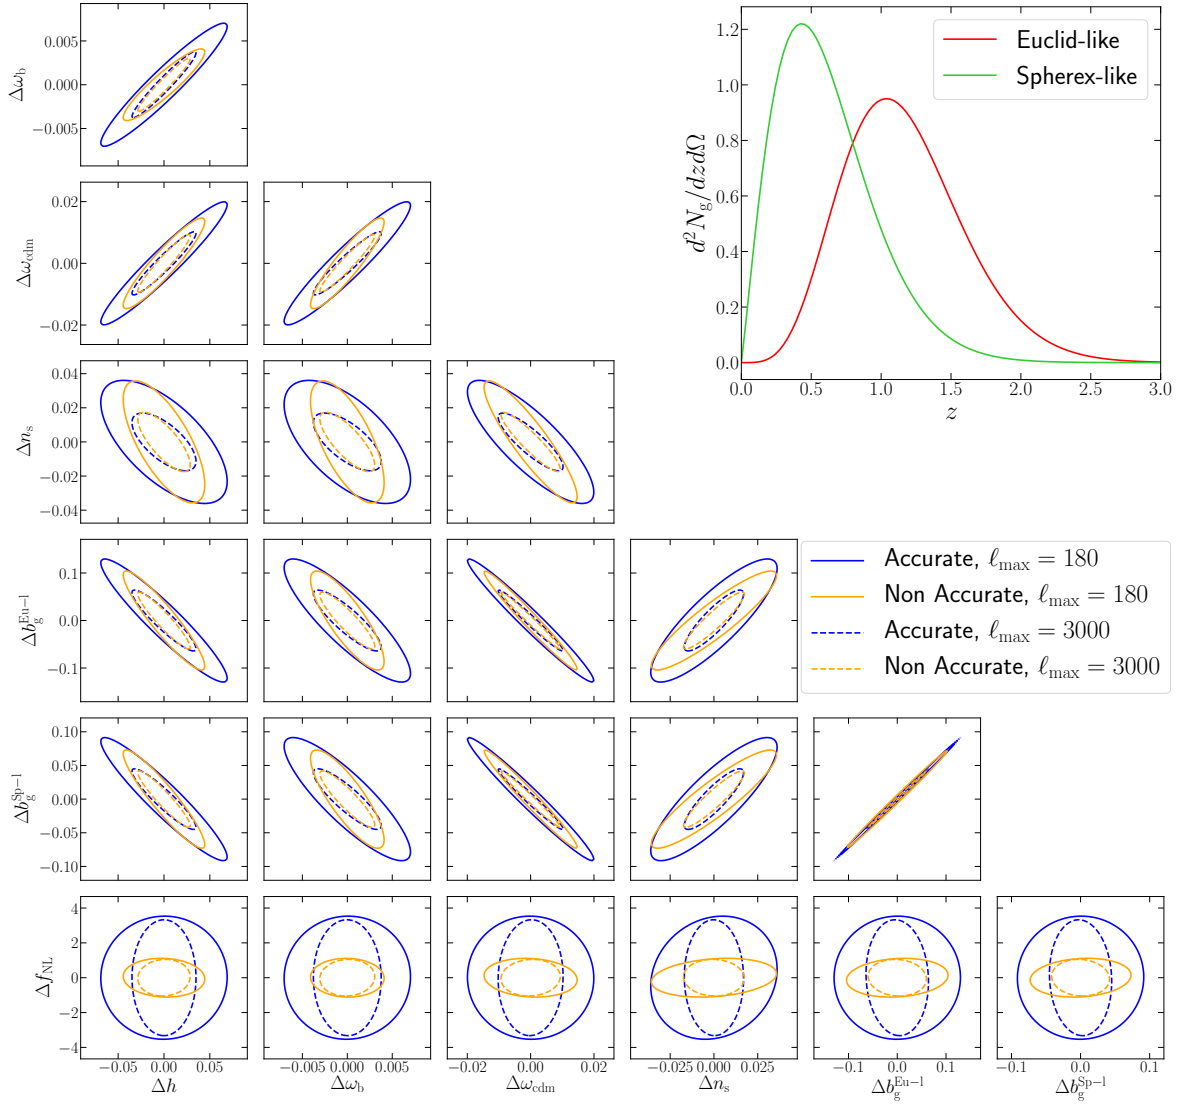 0.005
0.000
−0.005
Δω_b
1.2
1.0
0.8
0.6
0.4
0.2
0.0
d²N_g/dzdΩ
Euclid-like
Spherex-like
0.0 0.5 1.0 1.5 2.0 2.5 3.0
z
0.02
0.00
−0.02
Δω_cdm
0.04
0.02
0.00
−0.02
−0.04
Δn_s
0.1
0.0
−0.1
Δb_g^{Eu−l}
Accurate, ℓ_max = 180
Non Accurate, ℓ_max = 180
Accurate, ℓ_max = 3000
Non Accurate, ℓ_max = 3000
0.10
0.05
0.00
−0.05
−0.10
Δb_g^{Sp−l}
4
2
0
−2
−4
Δf_NL
−0.05 0.00 0.05
Δh
−0.005 0.000 0.005
Δω_b
−0.02 0.00 0.02
Δω_cdm
−0.025 0.000 0.025
Δn_s
−0.1 0.0 0.1
Δb_g^{Eu−l}
−0.1 0.0 0.1
Δb_g^{Sp−l}